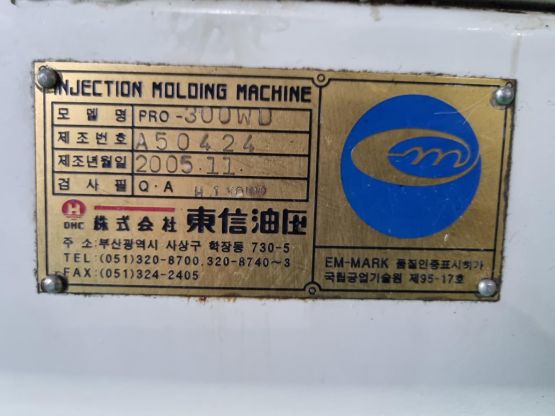 INJECTION MOLDING MACHINE
모델명 PRO-300WD
제조번호 A50424
제조년월일 2005.11.
검사필 Q.A
H
DHC 株式会社 東信油圧
주소:부산광역시 사상구 학장동 730-5
TEL:(051)320-8700, 320-8740~3
FAX:(051)324-2405
EM-MARK 품질인증표시허가
국립공업기술원 제95-17호